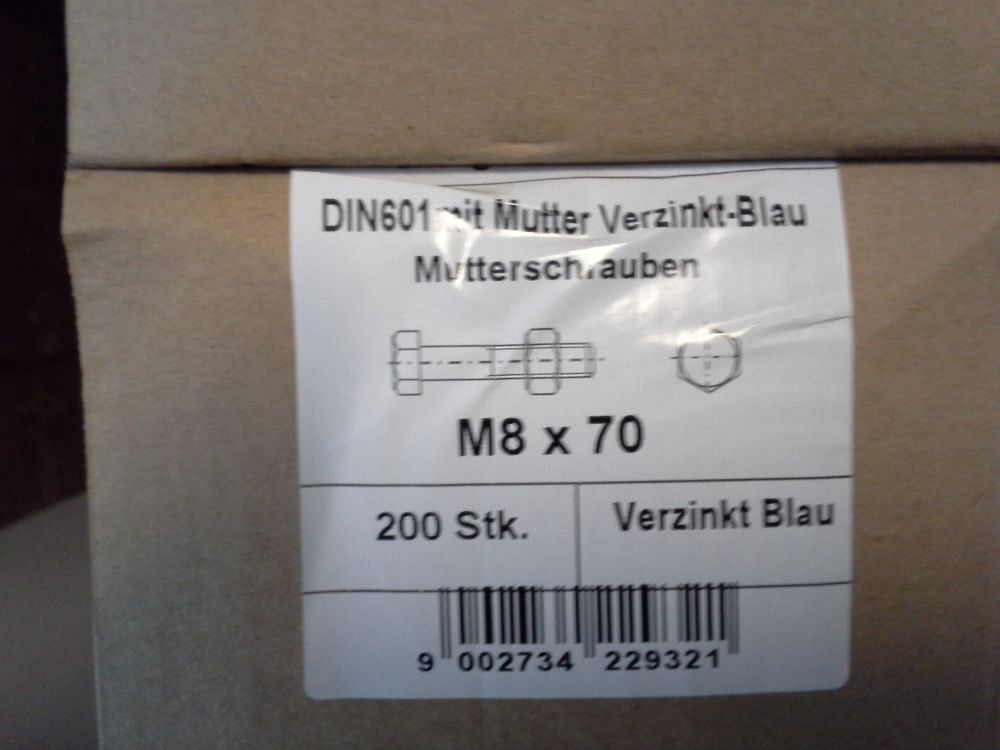 DIN601 mit Mutter Verzinkt-Blau
Mutterschrauben
M8 x 70
200 Stk.
Verzinkt Blau
9 002734 229321